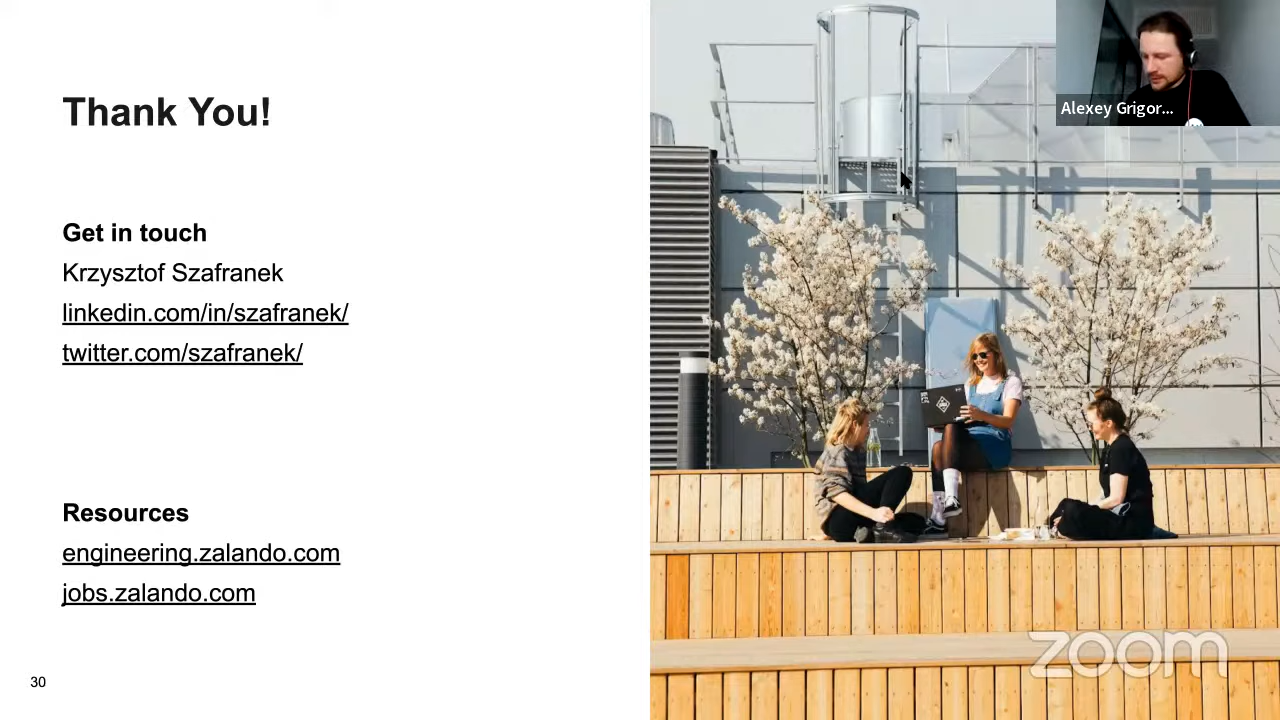 Thank You!
Get in touch
Krzysztof Szafranek
linkedin.com/in/szafranek/
twitter.com/szafranek/
Resources
engineering.zalando.com
jobs.zalando.com
30
Alexey Grigor...
zoom